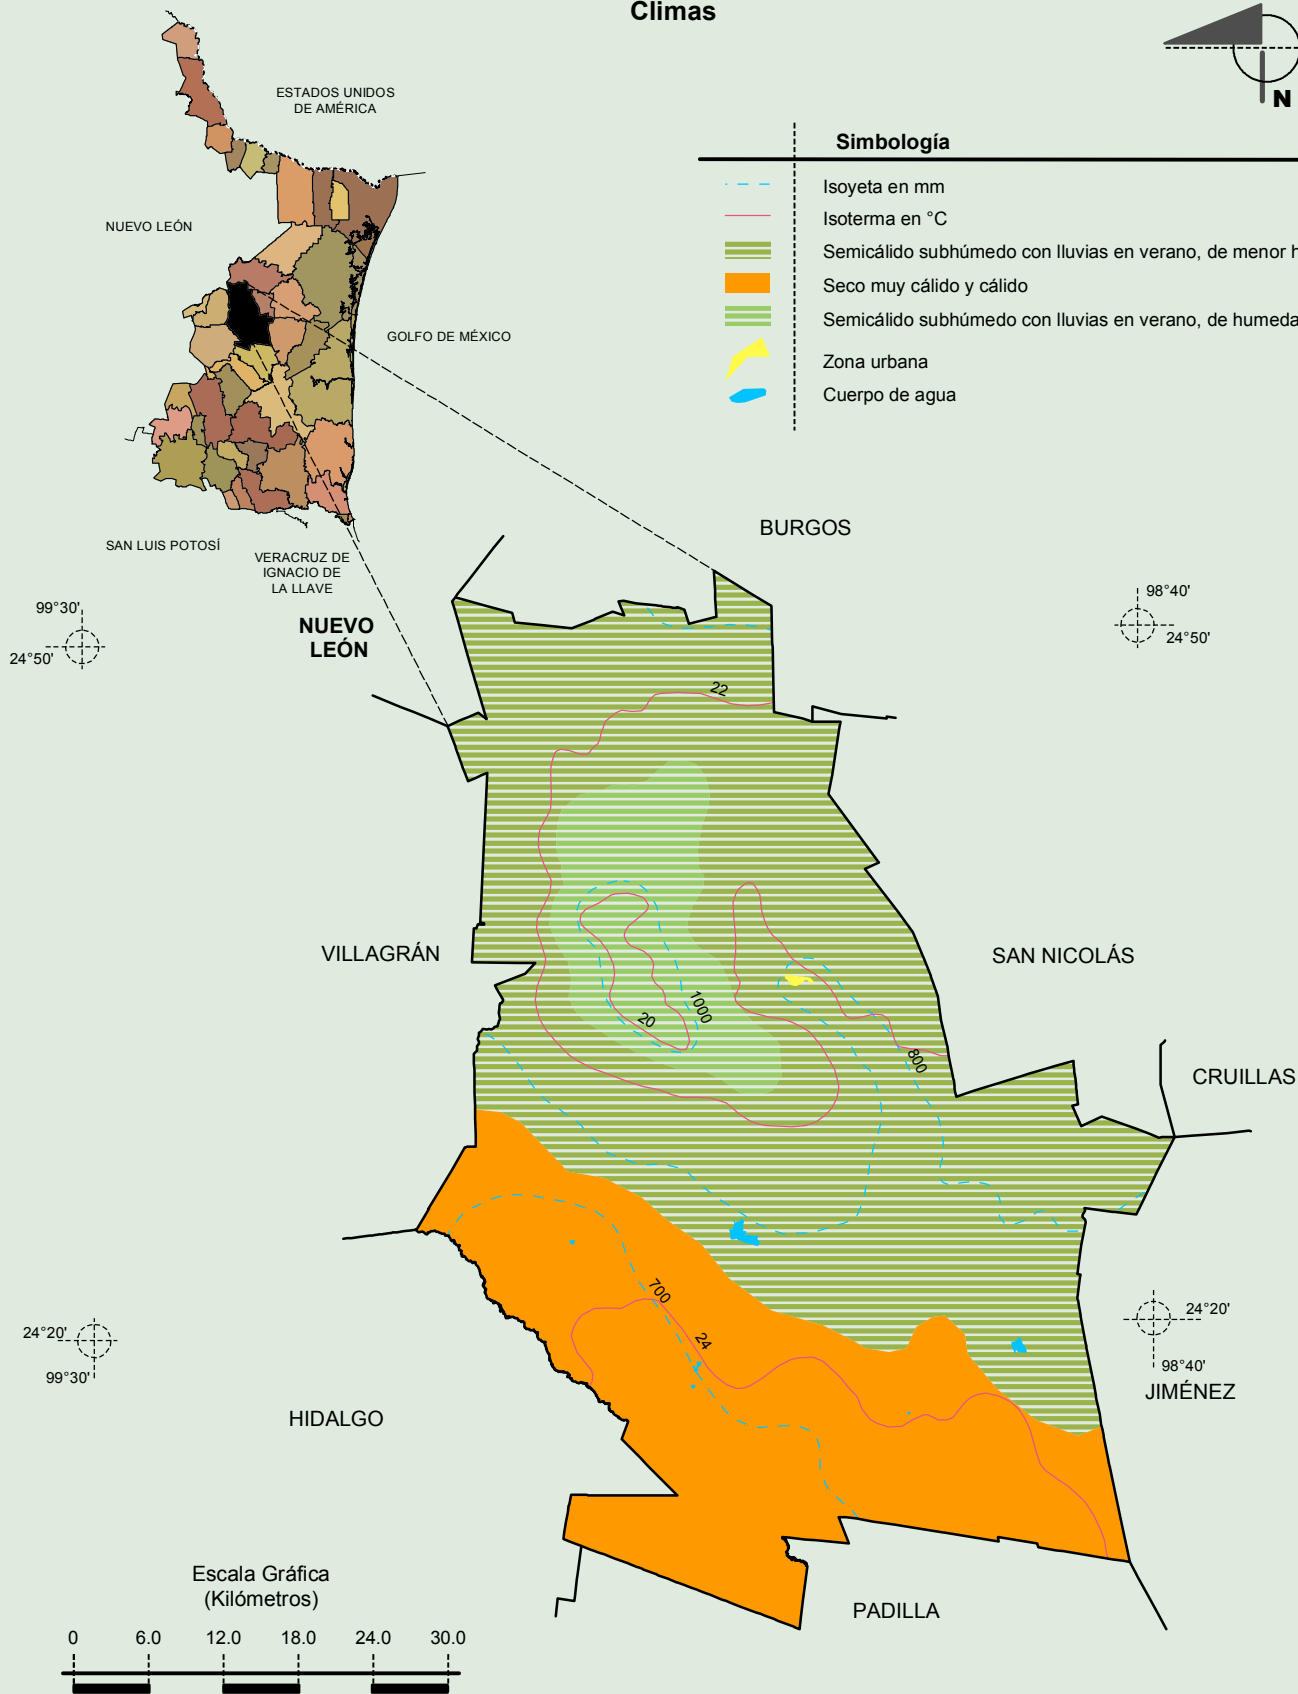 Climas
N
ESTADOS UNIDOS
DE AMÉRICA
NUEVO LEÓN
GOLFO DE MÉXICO
SAN LUIS POTOSÍ
VERACRUZ DE
IGNACIO DE
LA LLAVE
Simbología
Isoyeta en mm
Isoterma en °C
Semicálido subhúmedo con lluvias en verano, de menor h
Seco muy cálido y cálido
Semicálido subhúmedo con lluvias en verano, de humeda
Zona urbana
Cuerpo de agua
BURGOS
99°30'
24°50'
NUEVO
LEÓN
98°40'
24°50'
22
VILLAGRÁN
SAN NICOLÁS
1000
20
800
CRUILLAS
700
24
24°20'
99°30'
24°20'
98°40'
JIMÉNEZ
HIDALGO
PADILLA
Escala Gráfica
(Kilómetros)
0 6.0 12.0 18.0 24.0 30.0